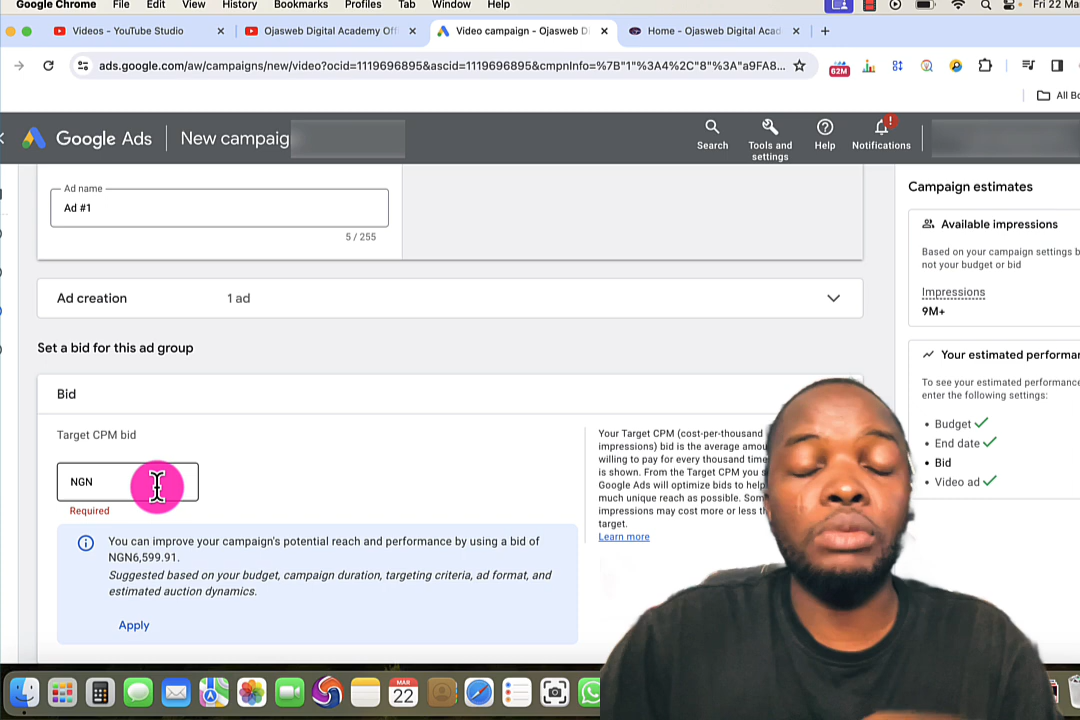 Google Chrome File Edit View History Bookmarks Profiles Tab Window Help Fri 22 Ma
Videos - YouTube Studio
Ojasweb Digital Academy Off
Video campaign - Ojasweb Di
Home - Ojasweb Digital Acad
ads.google.com/aw/campaigns/new/video?ocid=1119696895&ascid=1119696895&cmpnInfo=%7B"1"%3A4%2C"8"%3A"a9FA8...
62M
All Bo
Google Ads
New campaig
Search
Tools and settings
Help
!
Notifications
Ad name
Ad #1
5 / 255
Ad creation 1 ad
Set a bid for this ad group
Bid
Target CPM bid
NGN
Required
You can improve your campaign's potential reach and performance by using a bid of
NGN6,599.91.
Suggested based on your budget, campaign duration, targeting criteria, ad format, and
estimated auction dynamics.
Apply
Your Target CPM (cost-per-thousand
impressions) bid is the average amou
willing to pay for every thousand time
is shown. From the Target CPM you s
Google Ads will optimize bids to help
much unique reach as possible. Som
impressions may cost more or less th
target.
Learn more
Campaign estimates
Available impressions
Based on your campaign settings b
not your budget or bid
Impressions
9M+
Your estimated performa
To see your estimated performance
enter the following settings:
• Budget
• End date
• Bid
• Video ad
MAR
22